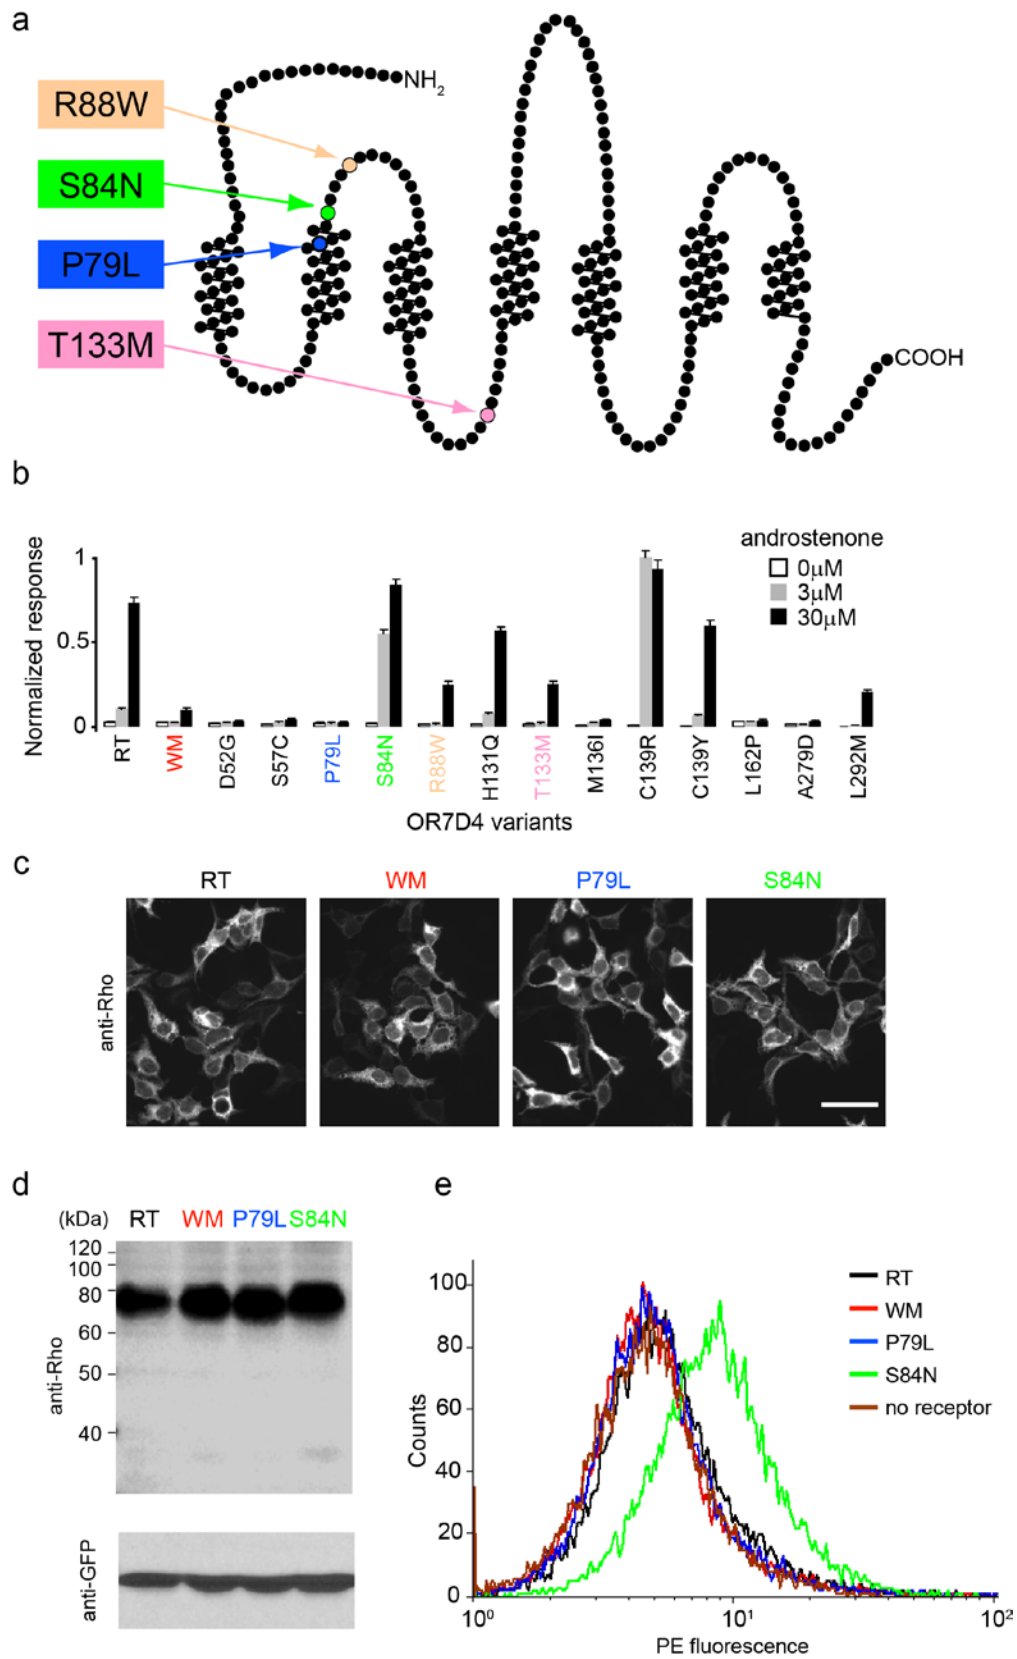 a
NH2
R88W
S84N
P79L
T133M
COOH
b
Normalized response
1
0.5
0
androstenone
0μM
3μM
30μM
RT
WM
D52G
S57C
P79L
S84N
R88W
H131Q
T133M
M136I
C139R
C139Y
L162P
A279D
L292M
OR7D4 variants
c
RT WM P79L S84N
anti-Rho
d
(kDa) RT WM P79L S84N
120
100
80
60
50
40
anti-Rho
anti-GFP
e
Counts
100
80
60
40
20
0
10⁰ 10¹ 10²
PE fluorescence
RT
WM
P79L
S84N
no receptor